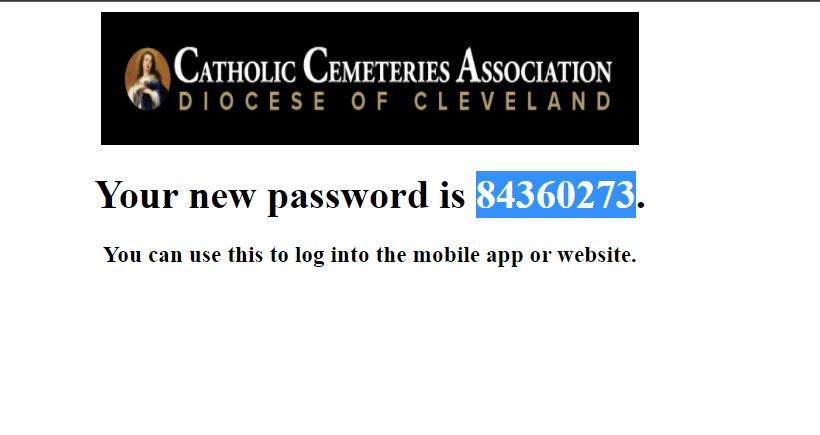 CATHOLIC CEMETERIES ASSOCIATION
DIOCESE OF CLEVELAND
Your new password is 84360273.
You can use this to log into the mobile app or website.